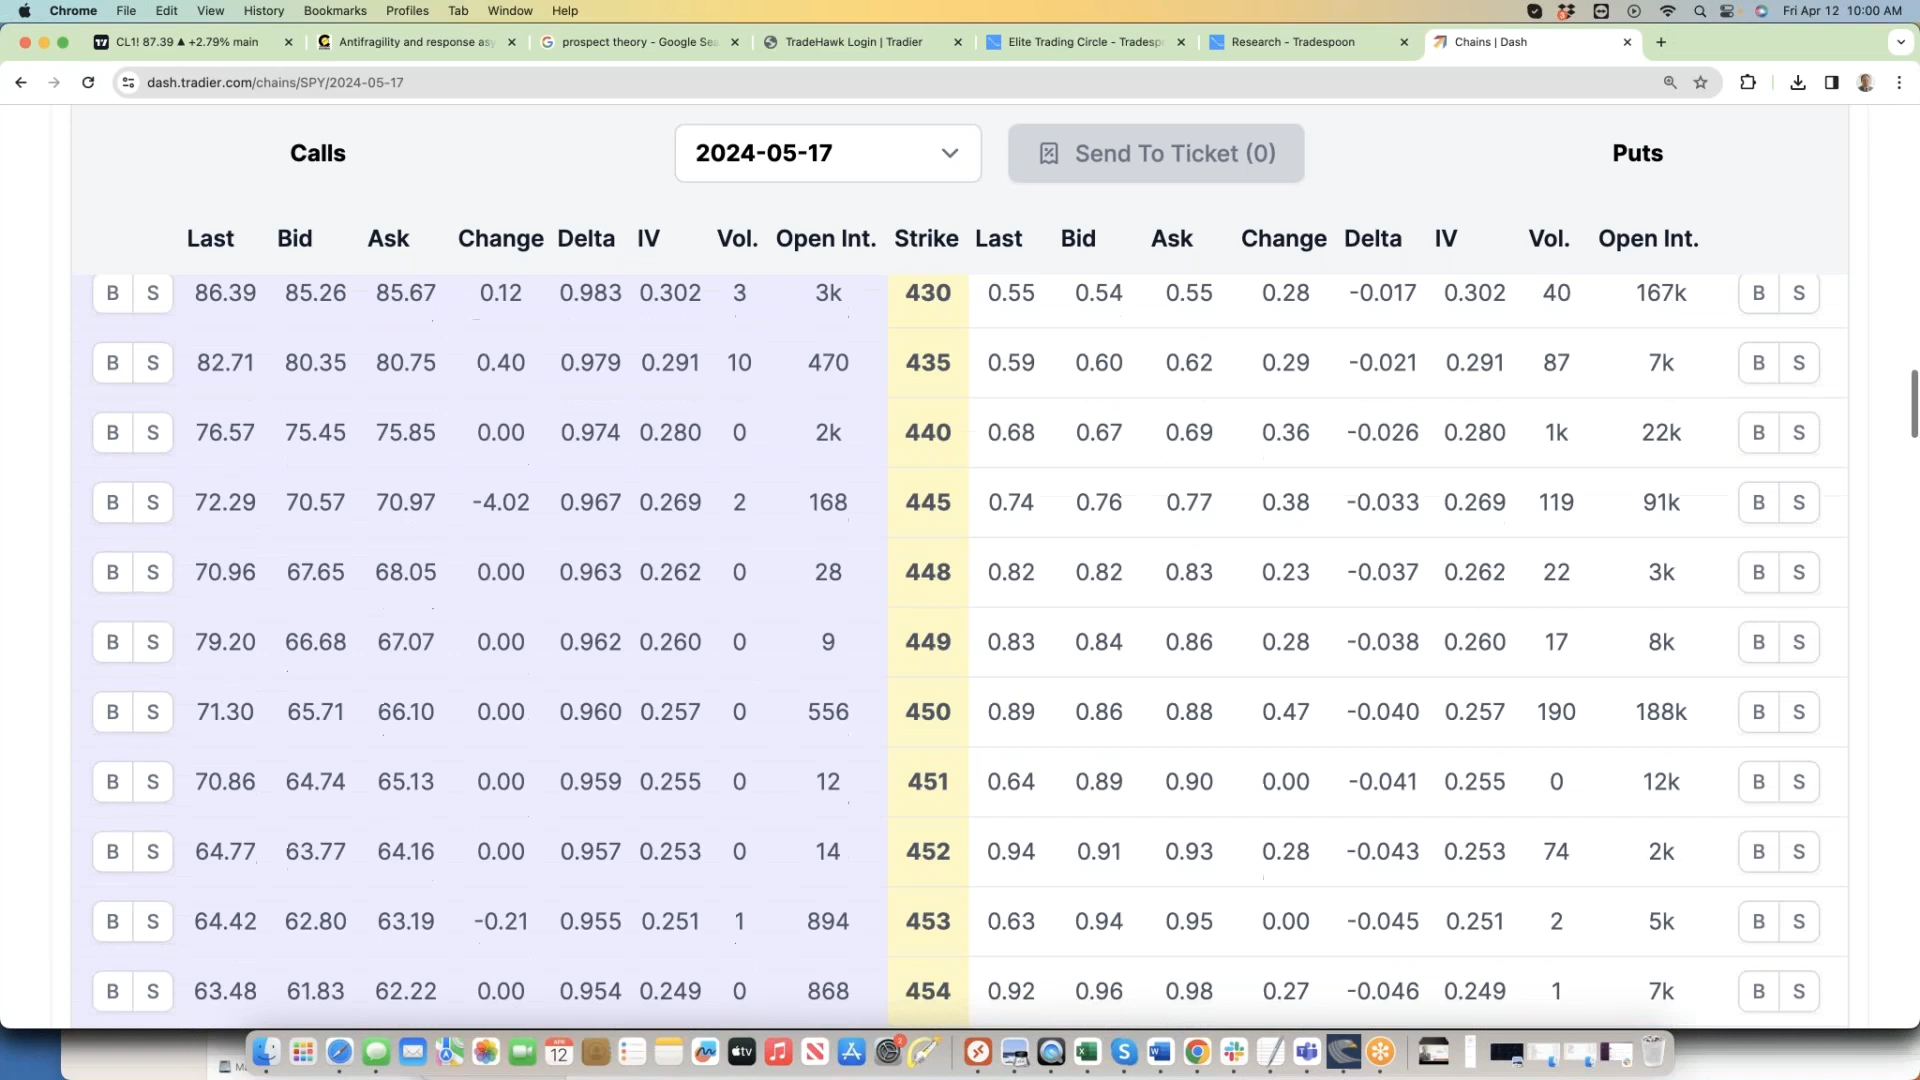 Chrome File Edit View History Bookmarks Profiles Tab Window Help Fri Apr 12 10:00 AM
CL1! 87.39 ▲ +2.79% main Antifragility and response asy prospect theory - Google Sea TradeHawk Login | Tradier Elite Trading Circle - Tradespo Research - Tradespoon Chains | Dash
dash.tradier.com/chains/SPY/2024-05-17
Calls 2024-05-17 Send To Ticket (0) Puts
Last Bid Ask Change Delta IV Vol. Open Int. Strike Last Bid Ask Change Delta IV Vol. Open Int.
B S 86.39 85.26 85.67 0.12 0.983 0.302 3 3k 430 0.55 0.54 0.55 0.28 -0.017 0.302 40 167k B S
B S 82.71 80.35 80.75 0.40 0.979 0.291 10 470 435 0.59 0.60 0.62 0.29 -0.021 0.291 87 7k B S
B S 76.57 75.45 75.85 0.00 0.974 0.280 0 2k 440 0.68 0.67 0.69 0.36 -0.026 0.280 1k 22k B S
B S 72.29 70.57 70.97 -4.02 0.967 0.269 2 168 445 0.74 0.76 0.77 0.38 -0.033 0.269 119 91k B S
B S 70.96 67.65 68.05 0.00 0.963 0.262 0 28 448 0.82 0.82 0.83 0.23 -0.037 0.262 22 3k B S
B S 79.20 66.68 67.07 0.00 0.962 0.260 0 9 449 0.83 0.84 0.86 0.28 -0.038 0.260 17 8k B S
B S 71.30 65.71 66.10 0.00 0.960 0.257 0 556 450 0.89 0.86 0.88 0.47 -0.040 0.257 190 188k B S
B S 70.86 64.74 65.13 0.00 0.959 0.255 0 12 451 0.64 0.89 0.90 0.00 -0.041 0.255 0 12k B S
B S 64.77 63.77 64.16 0.00 0.957 0.253 0 14 452 0.94 0.91 0.93 0.28 -0.043 0.253 74 2k B S
B S 64.42 62.80 63.19 -0.21 0.955 0.251 1 894 453 0.63 0.94 0.95 0.00 -0.045 0.251 2 5k B S
B S 63.48 61.83 62.22 0.00 0.954 0.249 0 868 454 0.92 0.96 0.98 0.27 -0.046 0.249 1 7k B S
APR
12
tv